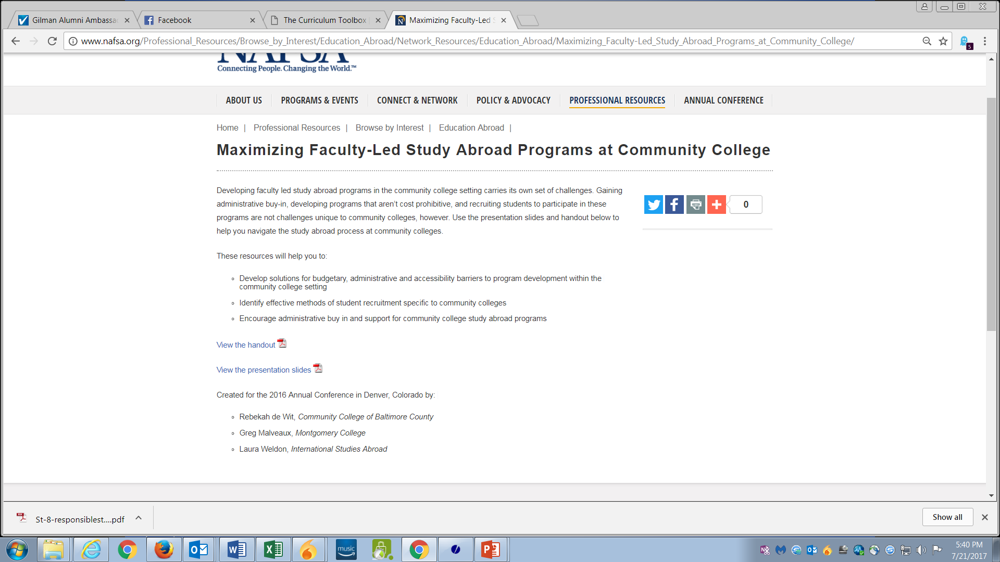 Gilman Alumni Ambassa
Facebook
The Curriculum Toolbox
Maximizing Faculty-Led S
www.nafsa.org/Professional_Resources/Browse_by_Interest/Education_Abroad/Network_Resources/Education_Abroad/Maximizing_Faculty-Led_Study_Abroad_Programs_at_Community_College/
5
NAFSA
Connecting People. Changing the World.™
ABOUT US
PROGRAMS & EVENTS
CONNECT & NETWORK
POLICY & ADVOCACY
PROFESSIONAL RESOURCES
ANNUAL CONFERENCE
Home | Professional Resources | Browse by Interest | Education Abroad |
Maximizing Faculty-Led Study Abroad Programs at Community College
Developing faculty led study abroad programs in the community college setting carries its own set of challenges. Gaining
administrative buy-in, developing programs that aren't cost prohibitive, and recruiting students to participate in these
programs are not challenges unique to community colleges, however. Use the presentation slides and handout below to
help you navigate the study abroad process at community colleges.
0
These resources will help you to:
Develop solutions for budgetary, administrative and accessibility barriers to program development within the
community college setting
Identify effective methods of student recruitment specific to community colleges
Encourage administrative buy in and support for community college study abroad programs
View the handout
View the presentation slides
Created for the 2016 Annual Conference in Denver, Colorado by:
Rebekah de Wit, Community College of Baltimore County
Greg Malveaux, Montgomery College
Laura Weldon, International Studies Abroad
St-8-responsiblest....pdf
Show all
music
5:40 PM
7/21/2017